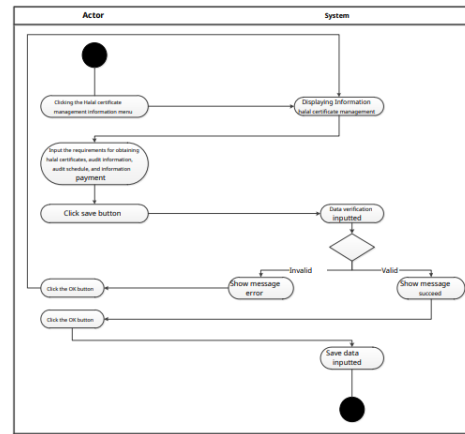 Actor
System
Clicking the Halal certificate
management information menu
Displaying Information
halal certificate management
Input the requirements for obtaining
halal certificates, audit information,
audit schedule, and information
payment
Click save button
Data verification
inputted
Invalid
Valid
Click the OK button
Show message
error
Show message
succeed
Click the OK button
Save data
inputted